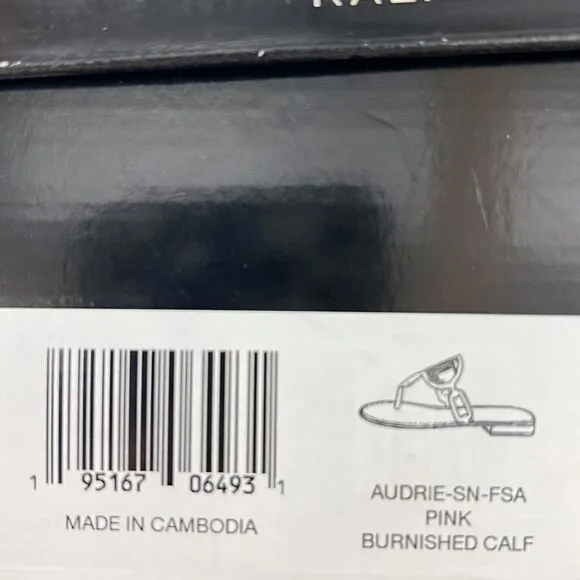 1 95167 06493 1
MADE IN CAMBODIA
AUDRIE-SN-FSA
PINK
BURNISHED CALF